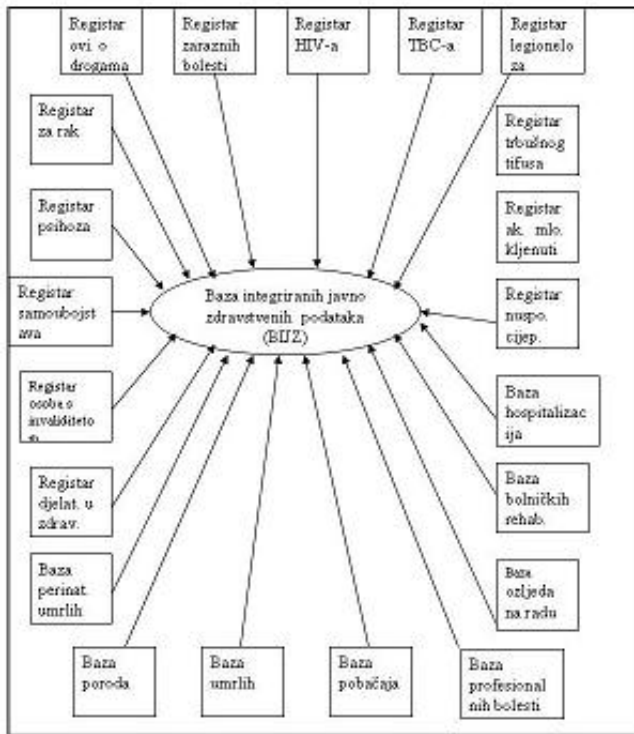 Registar
ovi o
drogama
Registar
zaraznih
bolesti
Registar
HIV-a
Registar
TBC-a
Registar
legionelo
za
Registar
za rak
Registar
trbušnog
tifusa
Registar
psihoza
Registar
ak. mlo.
kljenuti
Registar
samoubojst
ava
Baza integriranih javno
zdravstvenih podataka
(BIJZ)
Registar
nuspo.
cijep.
Registar
osoba s
invaliditeto
m
Baza
hospitalizac
ija
Registar
djelat. u
zdrav.
Baza
bolničkih
rehab.
Baza
perinat.
umrlih
Baza
ozljeda
na radu
Baza
poroda
Baza
umrlih
Baza
pobačaja
Baza
profesional
nih bolesti